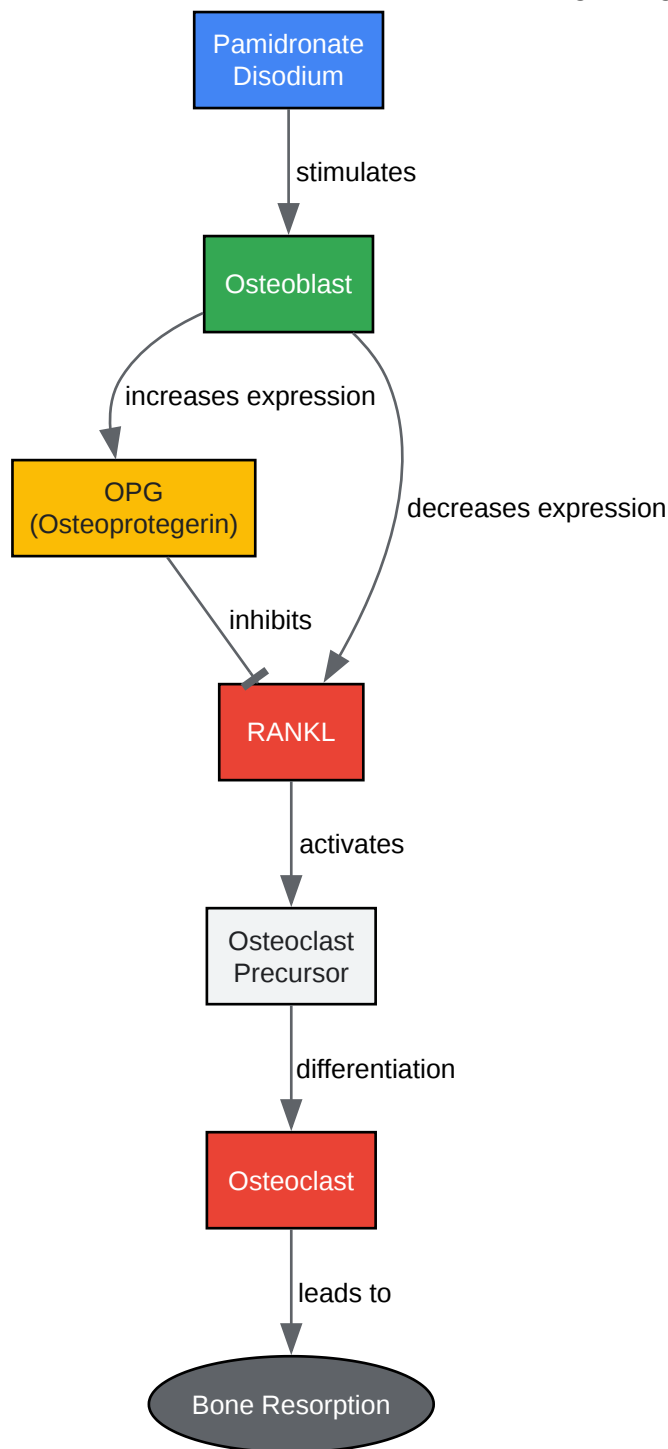 Pamidronate
Disodium
stimulates
Osteoblast
increases expression
OPG
(Osteoprotegerin)
decreases expression
inhibits
RANKL
activates
Osteoclast
Precursor
differentiation
Osteoclast
leads to
Bone Resorption